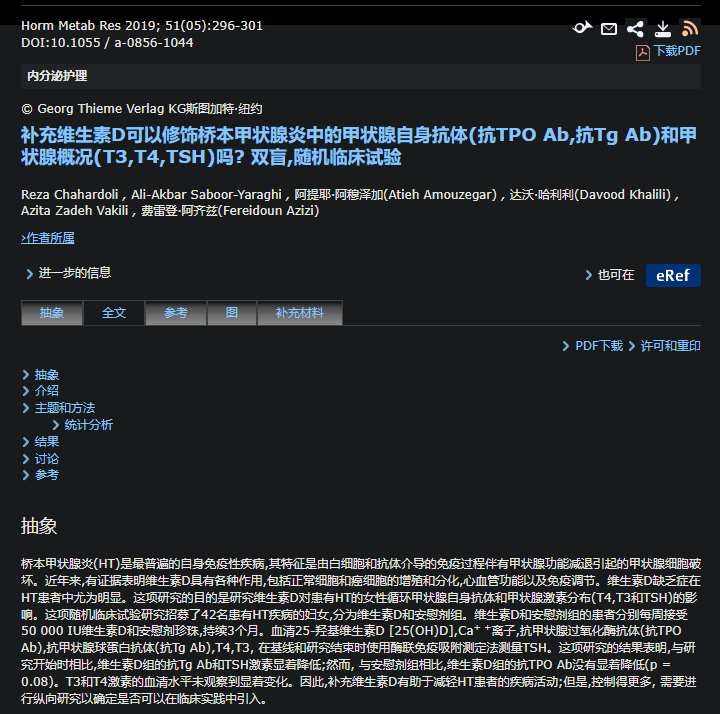 Horm Metab Res 2019; 51(05):296-301
DOI:10.1055 / a-0856-1044
下载PDF
内分泌护理
© Georg Thieme Verlag KG斯图加特·纽约
补充维生素D可以修饰桥本甲状腺炎中的甲状腺自身抗体(抗TPO Ab,抗Tg Ab)和甲
状腺概况(T3,T4,TSH)吗? 双盲,随机临床试验
Reza Chahardoli , Ali-Akbar Saboor-Yaraghi , 阿提耶·阿穆泽加(Atieh Amouzegar) , 达沃·哈利利(Davood Khalili) ,
Azita Zadeh Vakili , 费雷登·阿齐兹(Fereidoun Azizi)
›作者所属
进一步的信息
也可在 eRef
抽象 全文 参考 图 补充材料
PDF下载 许可和重印
抽象
介绍
主题和方法
统计分析
结果
讨论
参考
抽象
桥本甲状腺炎(HT)是最普遍的自身免疫性疾病,其特征是由白细胞和抗体介导的免疫过程伴有甲状腺功能减退引起的甲状腺细胞破
坏。近年来,有证据表明维生素D具有各种作用,包括正常细胞和癌细胞的增殖和分化,心血管功能以及免疫调节。维生素D缺乏症在
HT患者中尤为明显。这项研究的目的是研究维生素D对患有HT的女性循环甲状腺自身抗体和甲状腺激素分布(T4,T3和TSH)的影
响。这项随机临床试验研究招募了42名患有HT疾病的妇女,分为维生素D和安慰剂组。维生素D和安慰剂组的患者分别每周接受
50 000 IU维生素D和安慰剂珍珠,持续3个月。血清25-羟基维生素D [25(OH)D],Ca⁺ ⁺离子,抗甲状腺过氧化酶抗体(抗TPO
Ab),抗甲状腺球蛋白抗体(抗Tg Ab),T4,T3, 在基线和研究结束时使用酶联免疫吸附测定法测量TSH。这项研究的结果表明,与研
究开始时相比,维生素D组的抗Tg Ab和TSH激素显着降低;然而, 与安慰剂组相比,维生素D组的抗TPO Ab没有显着降低(p =
0.08)。T3和T4激素的血清水平未观察到显着变化。因此,补充维生素D有助于减轻HT患者的疾病活动;但是,控制得更多, 需要进
行纵向研究以确定是否可以在临床实践中引入。